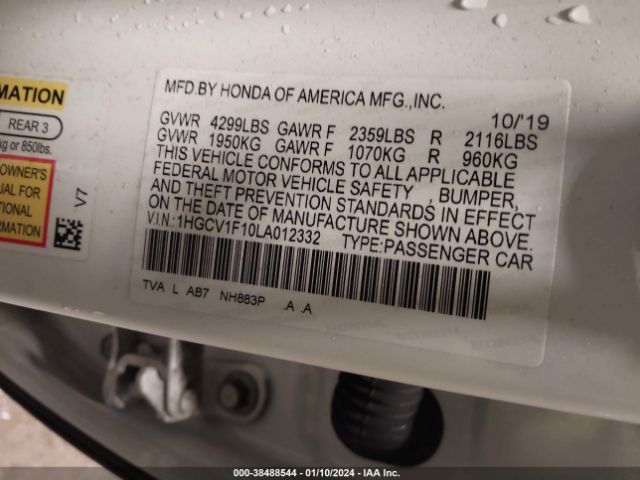 MATION
REAR 3
kg or 850lbs.
OWNER'S
UAL FOR
TIONAL
RMATION
V7
MFD.BY HONDA OF AMERICA MFG.,INC.
10/'19
GVWR 4299LBS GAWR F 2359LBS R 2116LBS
GVWR 1950KG GAWR F 1070KG R 960KG
THIS VEHICLE CONFORMS TO ALL APPLICABLE
FEDERAL MOTOR VEHICLE SAFETY , BUMPER,
AND THEFT PREVENTION STANDARDS IN EFFECT
ON THE DATE OF MANUFACTURE SHOWN ABOVE.
V.I.N.:1HGCV1F10LA012332 TYPE:PASSENGER CAR
TVA L AB7 NH883P .A .A
000-38488544 — 01/10/2024 — IAA Inc.